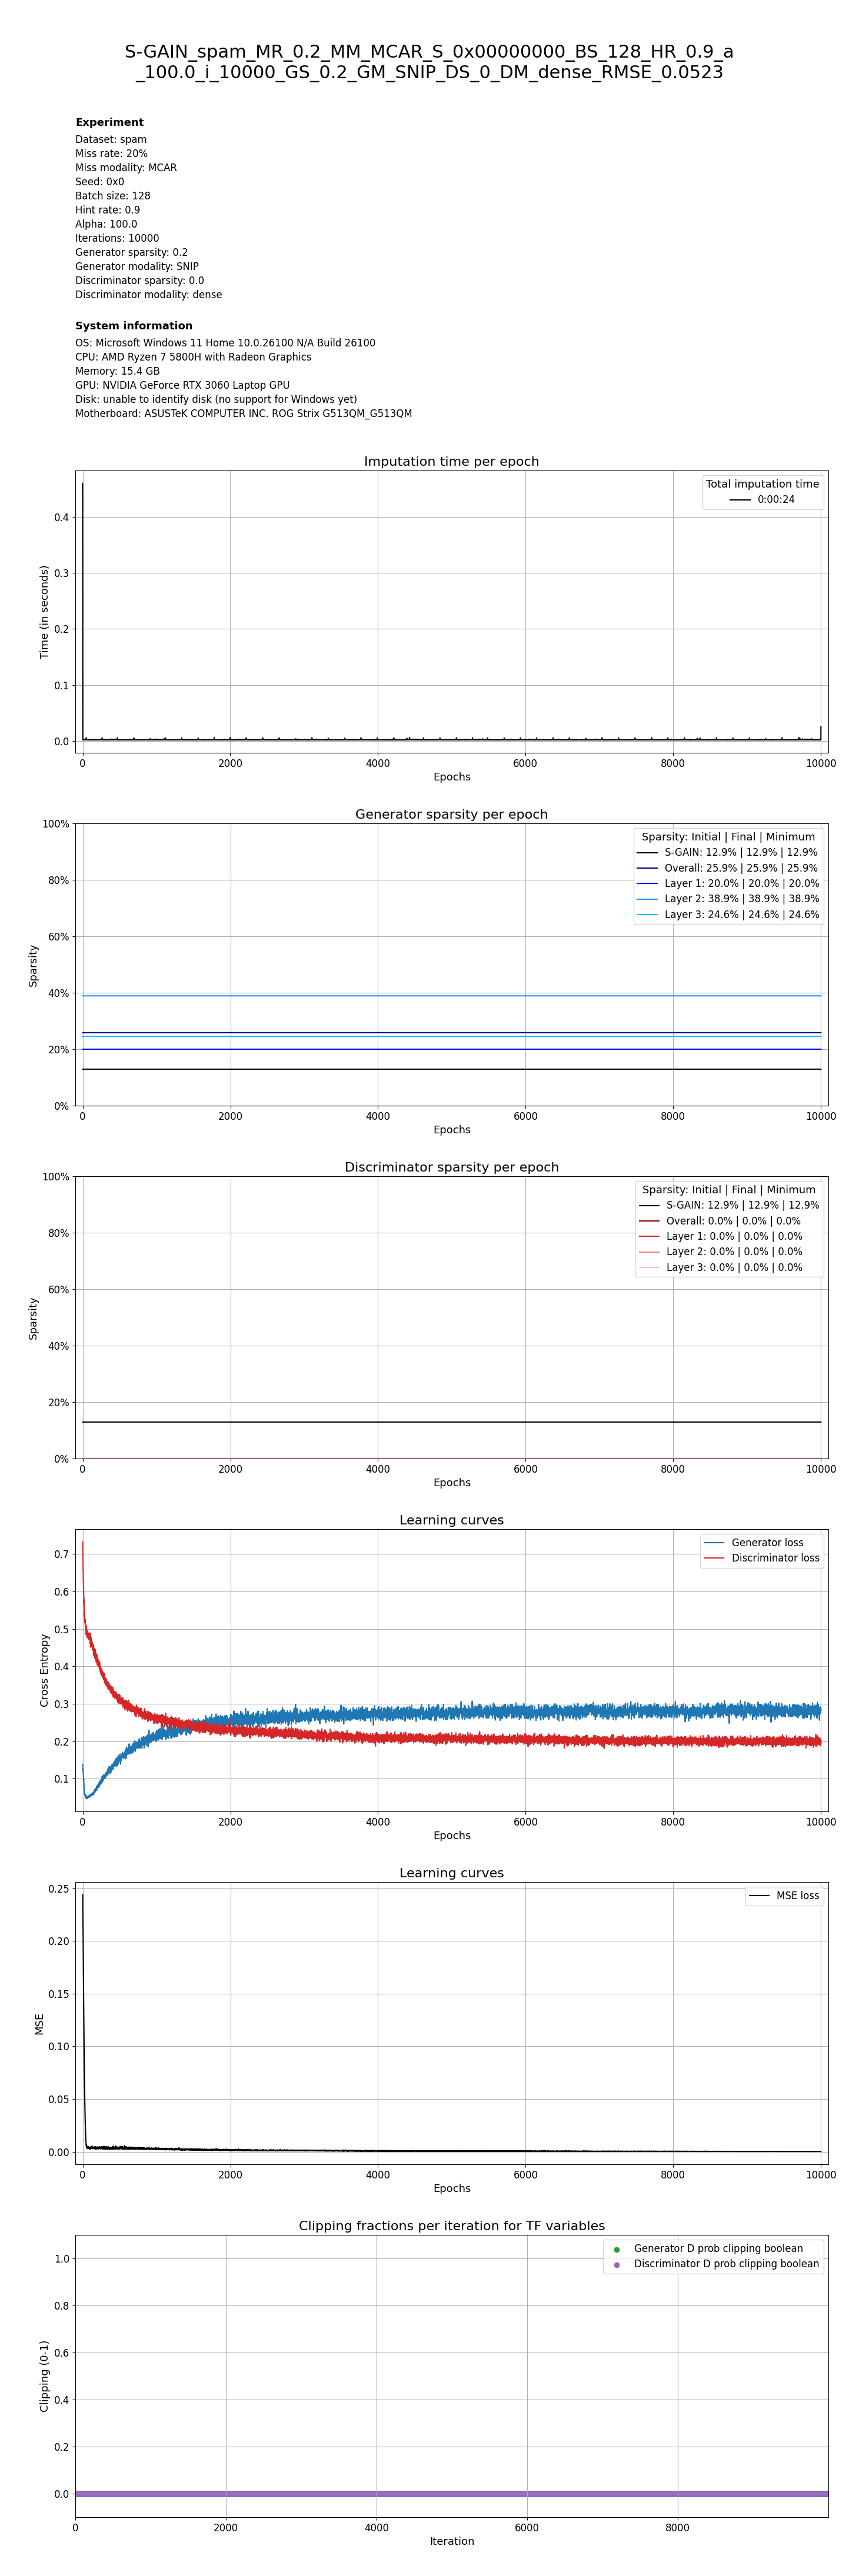 S-GAIN_spam_MR_0.2_MM_MCAR_S_0x00000000_BS_128_HR_0.9_a
_100.0_i_10000_GS_0.2_GM_SNIP_DS_0_DM_dense_RMSE_0.0523
Experiment
Dataset: spam
Miss rate: 20%
Miss modality: MCAR
Seed: 0x0
Batch size: 128
Hint rate: 0.9
Alpha: 100.0
Iterations: 10000
Generator sparsity: 0.2
Generator modality: SNIP
Discriminator sparsity: 0.0
Discriminator modality: dense
System information
OS: Microsoft Windows 11 Home 10.0.26100 N/A Build 26100
CPU: AMD Ryzen 7 5800H with Radeon Graphics
Memory: 15.4 GB
GPU: NVIDIA GeForce RTX 3060 Laptop GPU
Disk: unable to identify disk (no support for Windows yet)
Motherboard: ASUSTeK COMPUTER INC. ROG Strix G513QM_G513QM
Imputation time per epoch
Total imputation time
0:00:24
Time (in seconds)
0.4
0.3
0.2
0.1
0.0
0 2000 4000 6000 8000 10000
Epochs
Generator sparsity per epoch
Sparsity: Initial | Final | Minimum
S-GAIN: 12.9% | 12.9% | 12.9%
Overall: 25.9% | 25.9% | 25.9%
Layer 1: 20.0% | 20.0% | 20.0%
Layer 2: 38.9% | 38.9% | 38.9%
Layer 3: 24.6% | 24.6% | 24.6%
Sparsity
100%
80%
60%
40%
20%
0%
0 2000 4000 6000 8000 10000
Epochs
Discriminator sparsity per epoch
Sparsity: Initial | Final | Minimum
S-GAIN: 12.9% | 12.9% | 12.9%
Overall: 0.0% | 0.0% | 0.0%
Layer 1: 0.0% | 0.0% | 0.0%
Layer 2: 0.0% | 0.0% | 0.0%
Layer 3: 0.0% | 0.0% | 0.0%
Sparsity
100%
80%
60%
40%
20%
0%
0 2000 4000 6000 8000 10000
Epochs
Learning curves
Generator loss
Discriminator loss
Cross Entropy
0.7
0.6
0.5
0.4
0.3
0.2
0.1
0 2000 4000 6000 8000 10000
Epochs
Learning curves
MSE loss
MSE
0.25
0.20
0.15
0.10
0.05
0.00
0 2000 4000 6000 8000 10000
Epochs
Clipping fractions per iteration for TF variables
Generator D prob clipping boolean
Discriminator D prob clipping boolean
Clipping (0-1)
1.0
0.8
0.6
0.4
0.2
0.0
0 2000 4000 6000 8000
Iteration